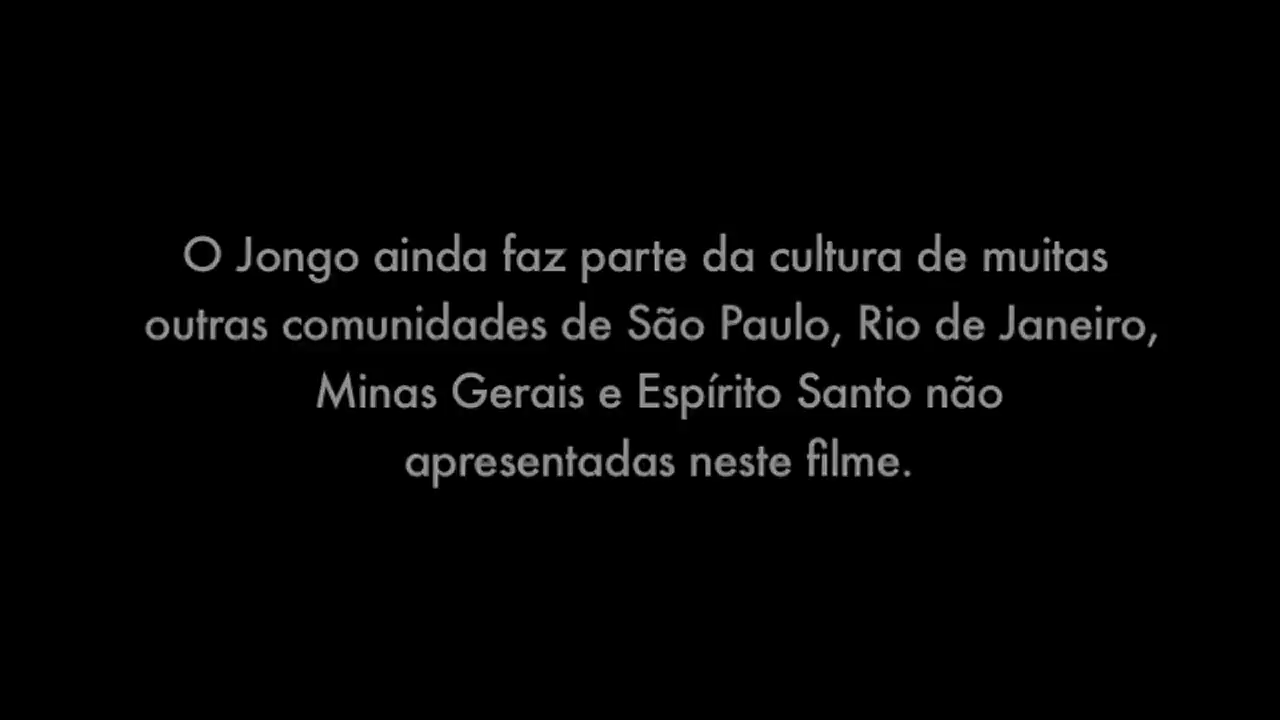 O Jongo ainda faz parte da cultura de muitas
outras comunidades de São Paulo, Rio de Janeiro,
Minas Gerais e Espírito Santo não
apresentadas neste filme.